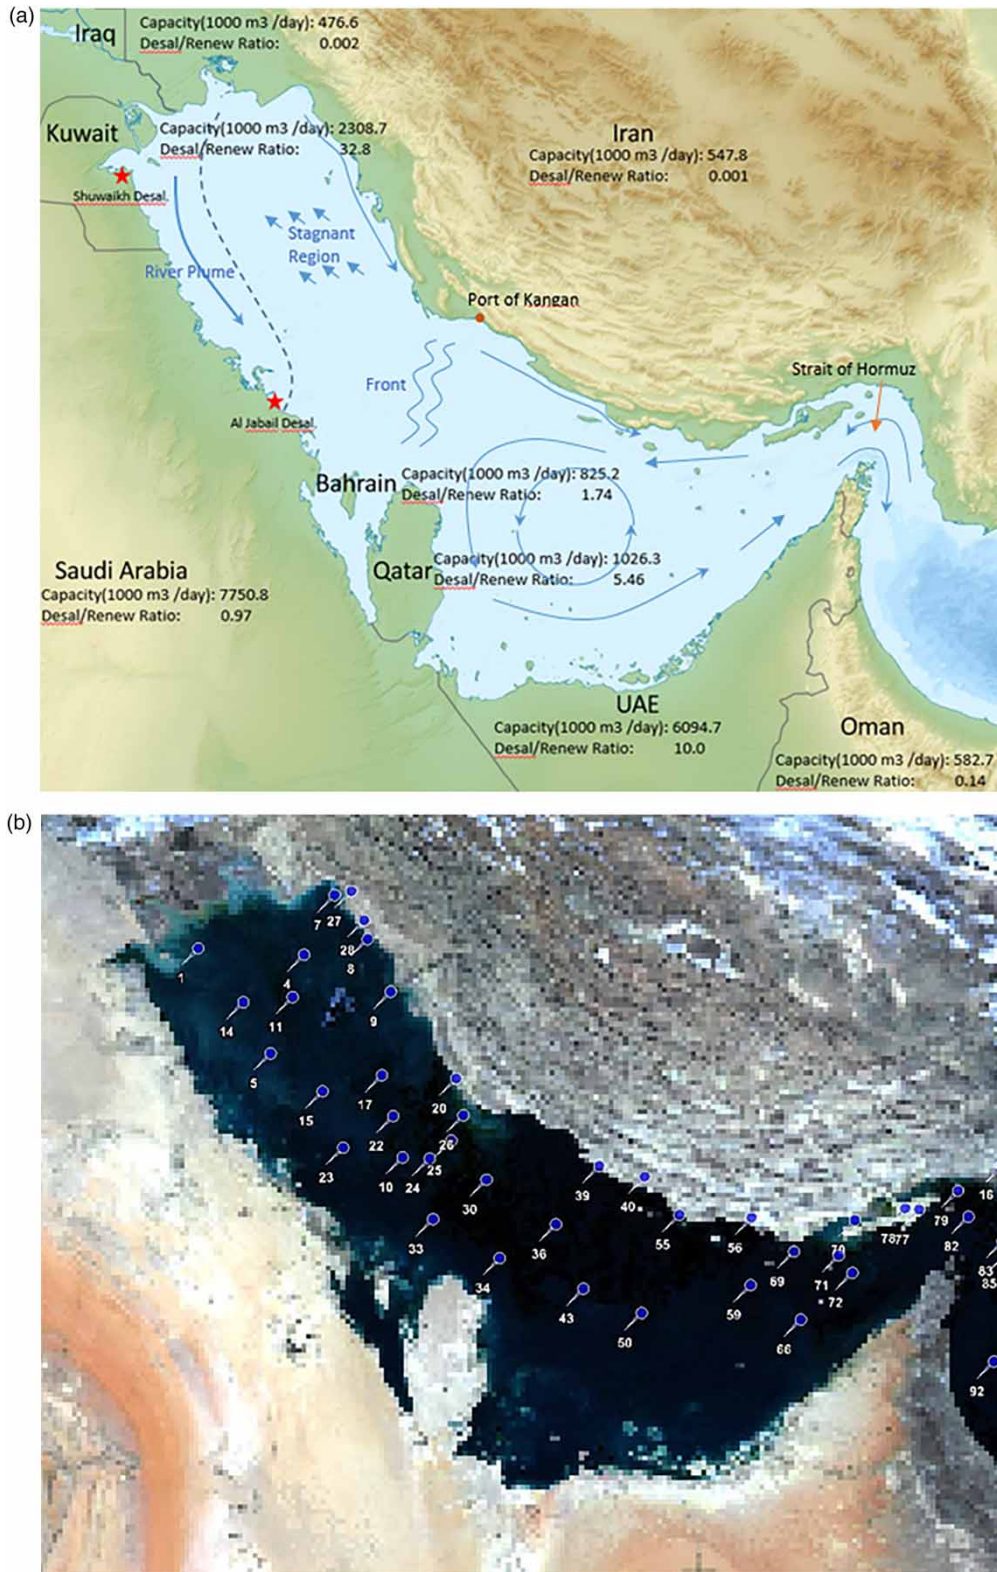 (a)
Iraq
Capacity(1000 m3 /day): 476.6
Desal/Renew Ratio: 0.002
Kuwait
Capacity(1000 m3 /day): 2308.7
Desal/Renew Ratio : 32.8
Iran
Capacity(1000 m3 /day): 547.8
Desal/Renew Ratio: 0.001
Shuwaikh Desal.
Stagnant
Region
River Plume
Port of Kangan
Front
Strait of Hormuz
Al Jabail Desal.
Bahrain
Capacity(1000 m3 /day): 825.2
Desal/Renew Ratio: 1.74
Qatar
Capacity(1000 m3 /day): 1026.3
Desal/Renew Ratio : 5.46
Saudi Arabia
Capacity(1000 m3 /day): 7750.8
Desal/Renew Ratio: 0.97
UAE
Capacity(1000 m3 /day): 6094.7
Desal/Renew Ratio: 10.0
Oman
Capacity(1000 m3 /day): 582.7
Desal/Renew Ratio: 0.14
(b)
7
27
28
8
1
4
14
11
9
5
15
17
20
22
26
23
10
24
25
30
39
40
33
36
55
56
34
69
70
71
72
78
77
79
16
82
83
85
43
50
59
66
92